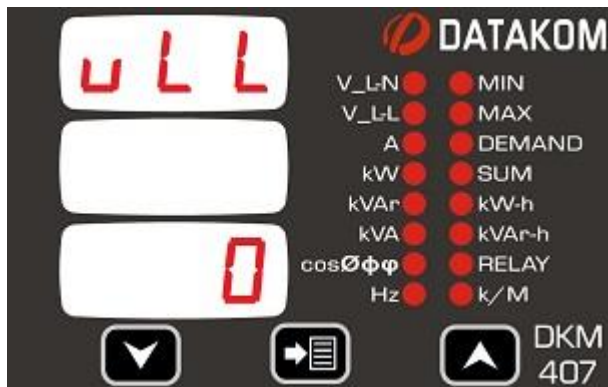 DATAKOM
uLL
V_L-N MIN
V_L-L MAX
A DEMAND
kW SUM
kVAr kW-h
kVA kVAr-h
cosØφφ RELAY
Hz k/M
0
DKM
407